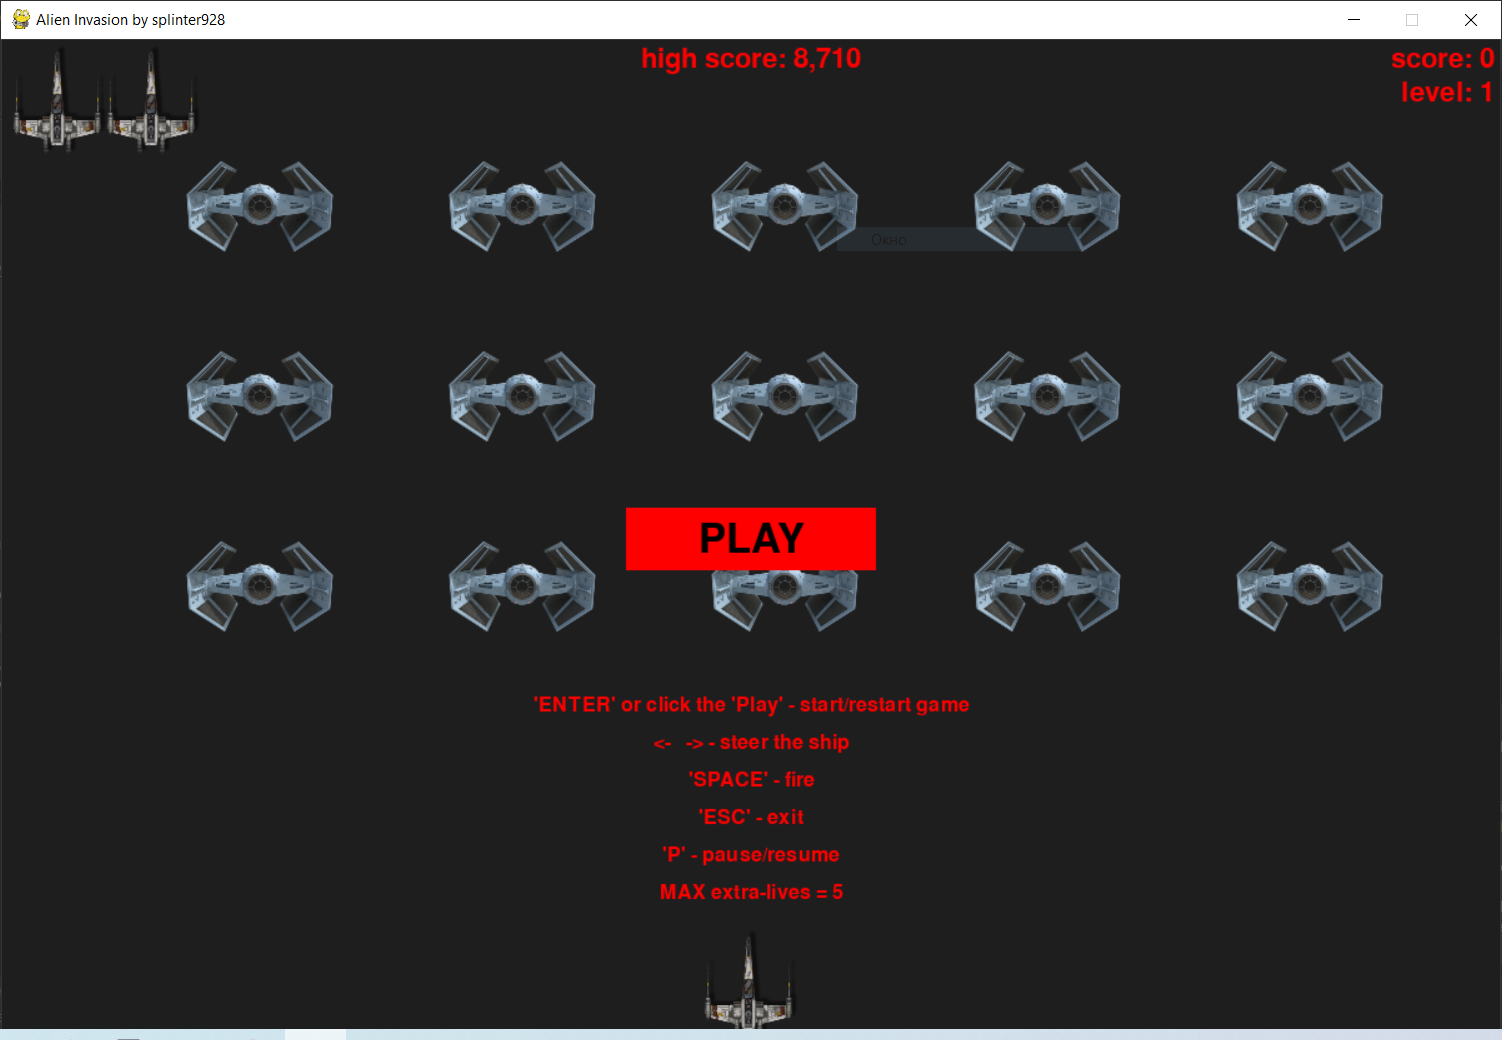 Alien Invasion by splinter928
high score: 8,710
score: 0
level: 1
Окно
PLAY
'ENTER' or click the 'Play' - start/restart game
<- -> - steer the ship
'SPACE' - fire
'ESC' - exit
'P' - pause/resume
MAX extra-lives = 5